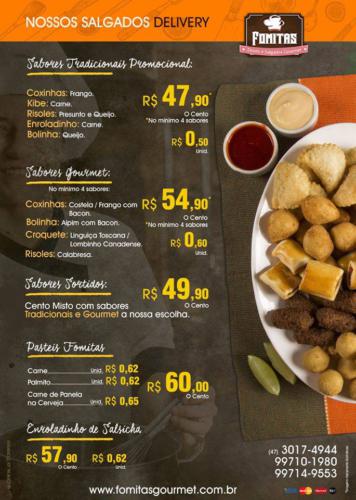 NOSSOS SALGADOS DELIVERY
FOMITAS
Doces e Salgados Gourmet
Sabores Tradicionais Promocional:
Coxinhas: Frango.
Kibe: Carne.
Risoles: Presunto e Queijo.
Enroladinho: Carne.
Bolinha: Queijo.
R$ 47,90*
O Cento
*No mínimo 4 sabores
R$ 0,50
Unid.
Sabores Gourmet:
No mínimo 4 sabores:
Coxinhas: Costela / Frango com
Bacon.
Bolinha: Aipim com Bacon.
Croquete: Linguiça Toscana /
Lombinho Canadense.
Risoles: Calabresa.
R$ 54,90*
O Cento
*No mínimo 4 sabores
R$ 0,60
Unid.
Sabores Sortidos:
Cento Misto com sabores
Tradicionais e Gourmet a nossa escolha.
R$ 49,90
O Cento
Pasteis Fomitas
Carne Unid. R$ 0,62
Palmito Unid. R$ 0,62
Carne de Panela
na Cerveja Unid. R$ 0,65
R$ 60,00
O Cento
Enroladinho de Salsicha
R$ 57,90
O Cento
R$ 0,62
Unid.
(47) 3017-4944
99710-1980
99714-9553
www.fomitasgourmet.com.br